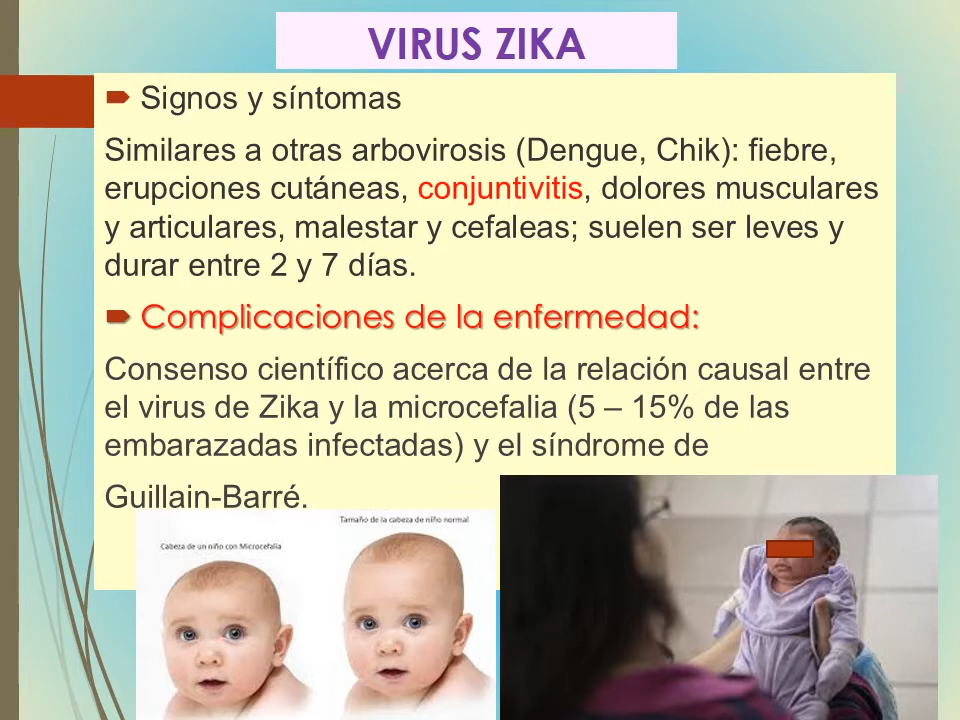 VIRUS ZIKA
Signos y síntomas
Similares a otras arbovirosis (Dengue, Chik): fiebre,
erupciones cutáneas, conjuntivitis, dolores musculares
y articulares, malestar y cefaleas; suelen ser leves y
durar entre 2 y 7 días.
Complicaciones de la enfermedad:
Consenso científico acerca de la relación causal entre
el virus de Zika y la microcefalia (5 – 15% de las
embarazadas infectadas) y el síndrome de
Guillain-Barré.
Tamaño de la cabeza de niño normal
Cabeza de un niño con Microcefalia